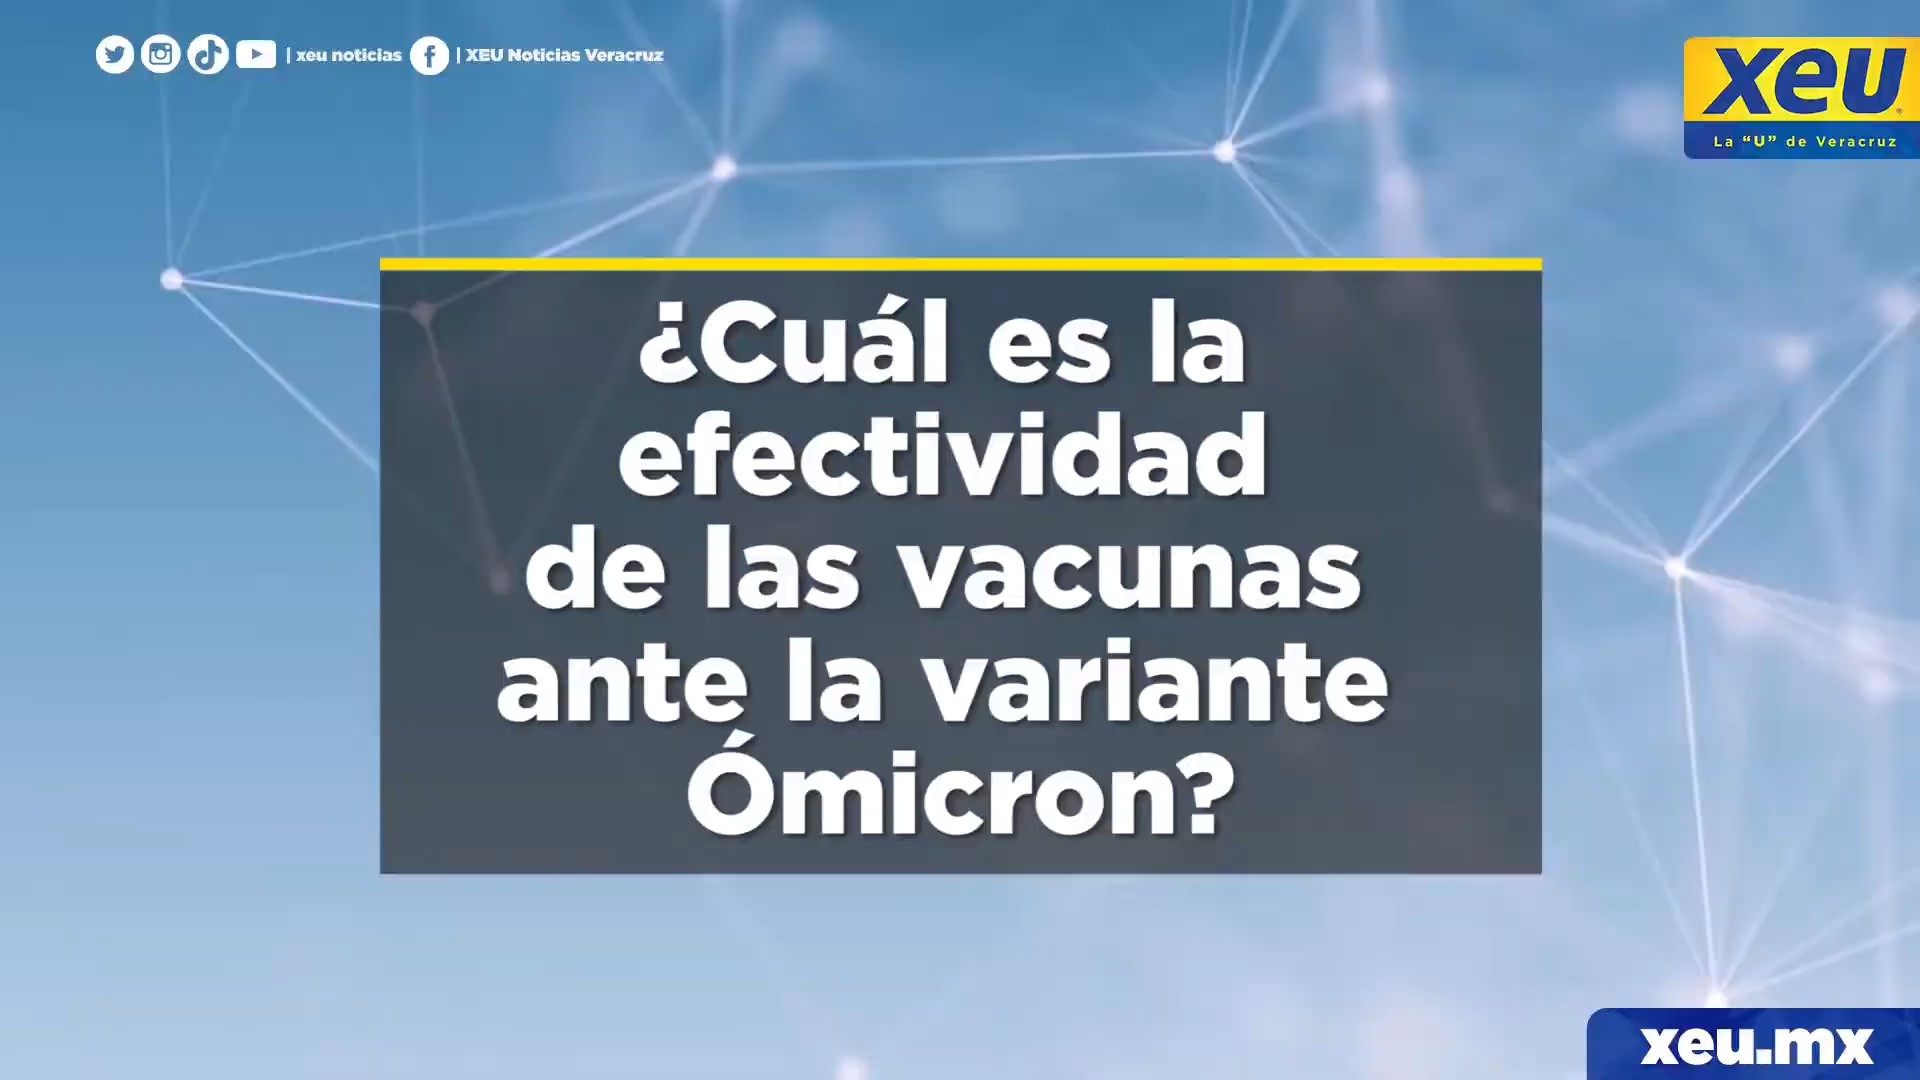 | xeu noticias | XEU Noticias Veracruz
xeu
La "U" de Veracruz
¿Cuál es la
efectividad
de las vacunas
ante la variante
Ómicron?
xeu.mx